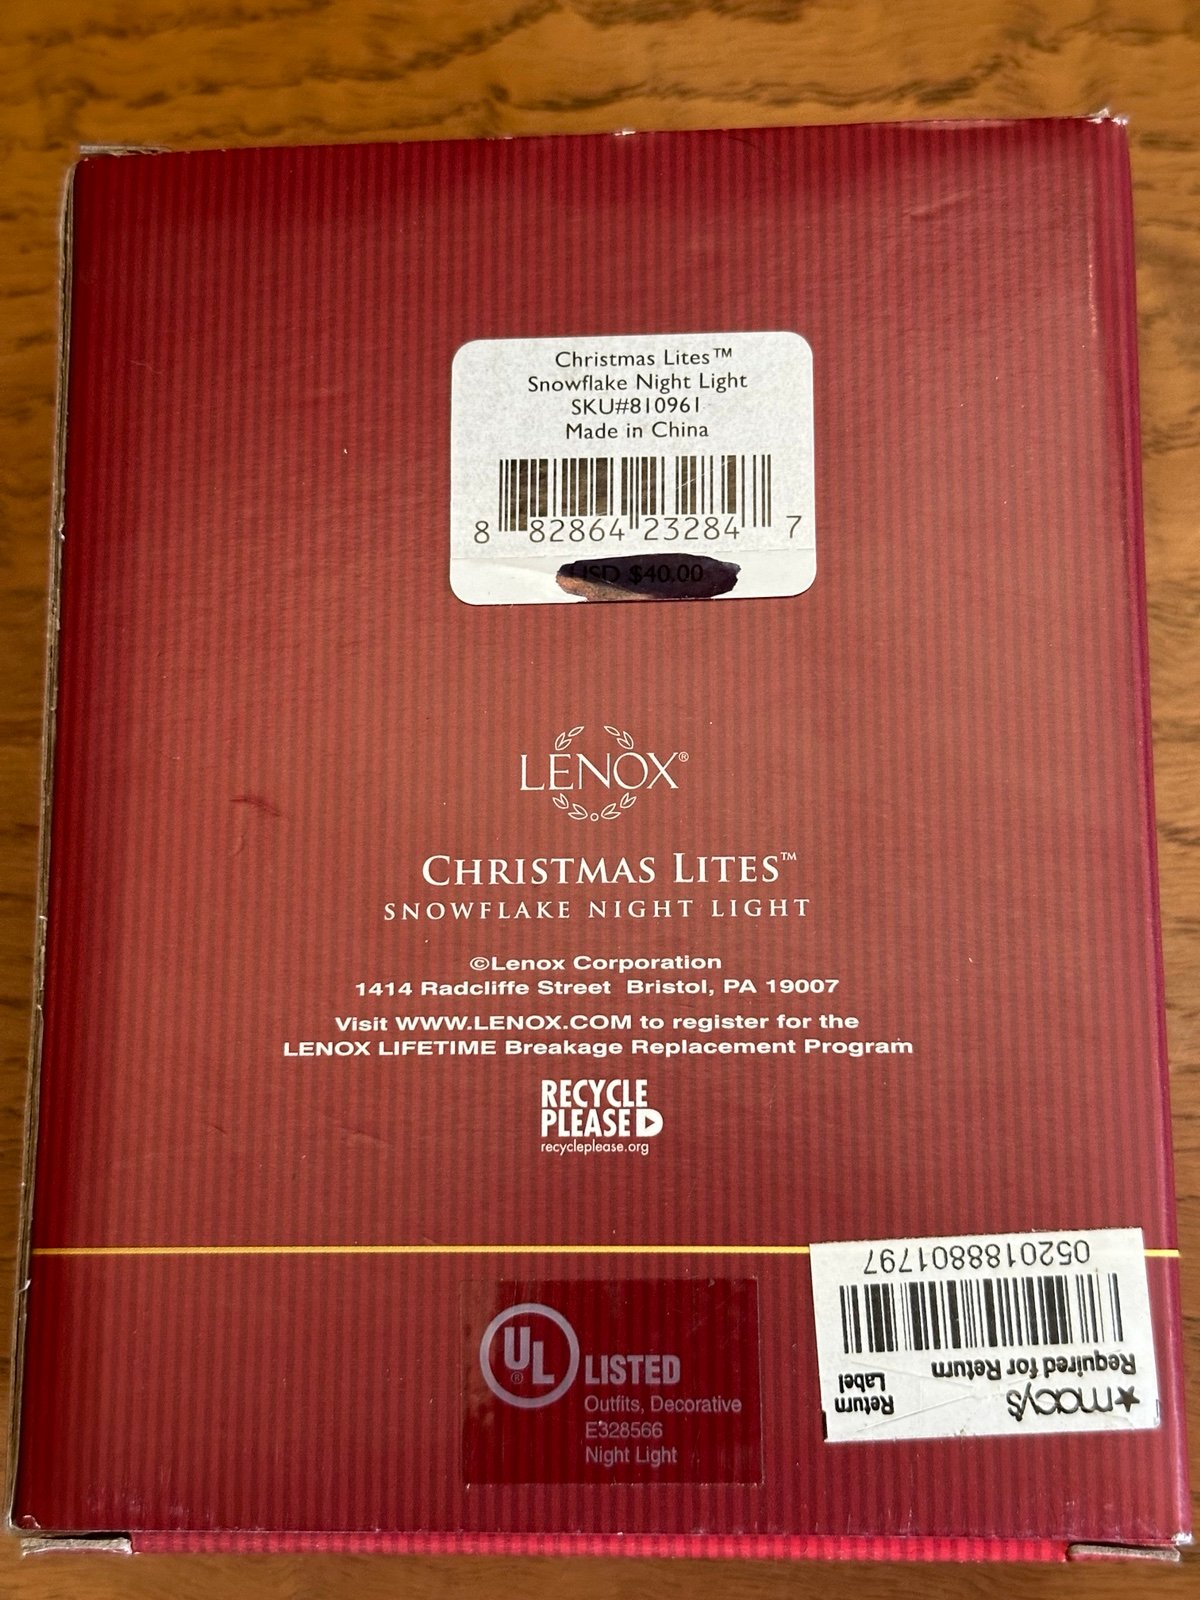 Christmas Lites™
Snowflake Night Light
SKU#810961
Made in China
8 82864 23284 7
USD $40.00
LENOX®
CHRISTMAS LITES™
SNOWFLAKE NIGHT LIGHT
©Lenox Corporation
1414 Radcliffe Street Bristol, PA 19007
Visit WWW.LENOX.COM to register for the
LENOX LIFETIME Breakage Replacement Program
RECYCLE
PLEASE
recycleplease.org
UL ®
LISTED
Outfits, Decorative
E328566
Night Light
macy's
Return
Label
Required for Return
0520188801797